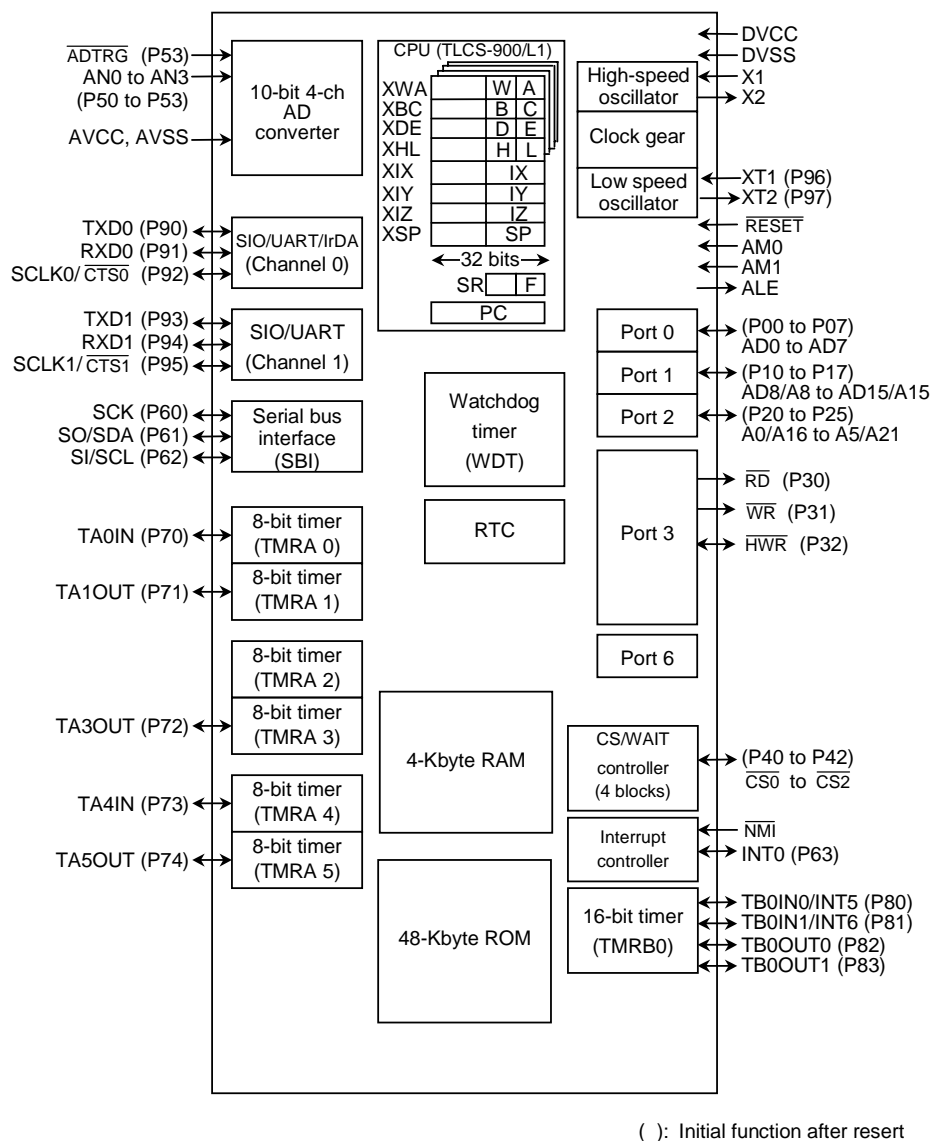 ADTRG (P53)
AN0 to AN3
(P50 to P53)
AVCC, AVSS
10-bit 4-ch
AD
converter
TXD0 (P90)
RXD0 (P91)
SCLK0/ CTS0 (P92)
SIO/UART/IrDA
(Channel 0)
TXD1 (P93)
RXD1 (P94)
SCLK1/ CTS1 (P95)
SIO/UART
(Channel 1)
SCK (P60)
SO/SDA (P61)
SI/SCL (P62)
Serial bus
interface
(SBI)
TA0IN (P70)
8-bit timer
(TMRA 0)
TA1OUT (P71)
8-bit timer
(TMRA 1)
8-bit timer
(TMRA 2)
TA3OUT (P72)
8-bit timer
(TMRA 3)
TA4IN (P73)
8-bit timer
(TMRA 4)
TA5OUT (P74)
8-bit timer
(TMRA 5)
CPU (TLCS-900/L1)
XWA W A
XBC B C
XDE D E
XHL H L
XIX IX
XIY IY
XIZ IZ
XSP SP
32 bits
SR F
PC
Watchdog
timer
(WDT)
RTC
4-Kbyte RAM
48-Kbyte ROM
DVCC
DVSS
High-speed
oscillator
X1
X2
Clock gear
Low speed
oscillator
XT1 (P96)
XT2 (P97)
RESET
AM0
AM1
ALE
Port 0
(P00 to P07)
AD0 to AD7
Port 1
(P10 to P17)
AD8/A8 to AD15/A15
Port 2
(P20 to P25)
A0/A16 to A5/A21
Port 3
RD (P30)
WR (P31)
HWR (P32)
Port 6
CS/WAIT
controller
(4 blocks)
(P40 to P42)
CS0 to CS2
Interrupt
controller
NMI
INT0 (P63)
16-bit timer
(TMRB0)
TB0IN0/INT5 (P80)
TB0IN1/INT6 (P81)
TB0OUT0 (P82)
TB0OUT1 (P83)
( ): Initial function after resert